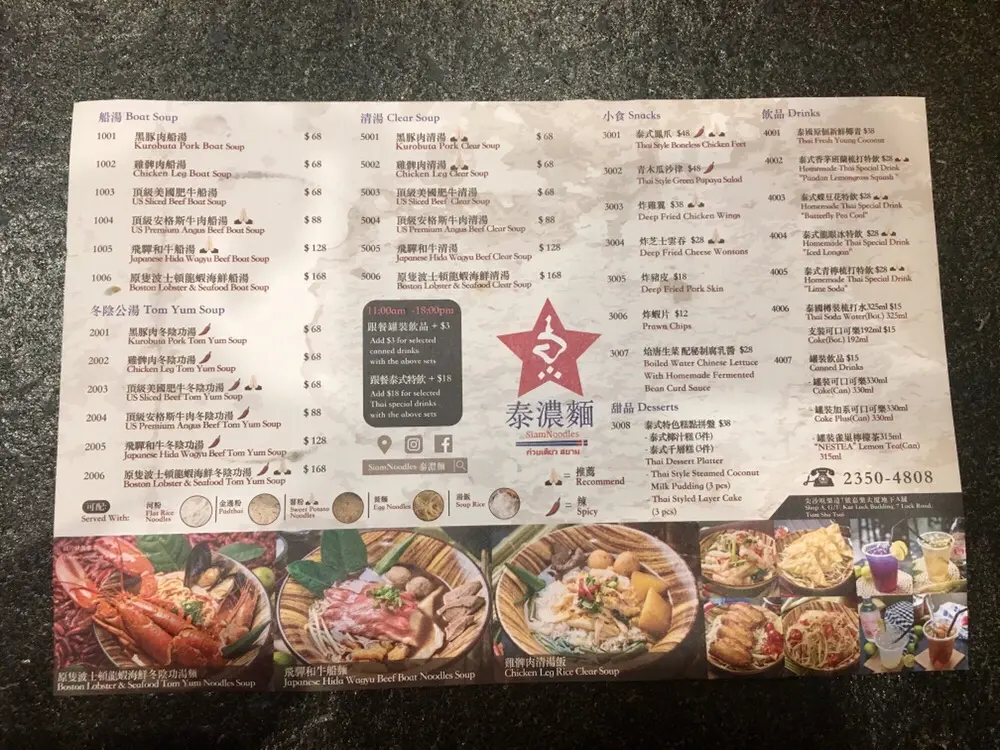 船湯 Boat Soup
1001 黑豚肉船湯 $ 68
Kurobuta Pork Boat Soup
1002 雞髀肉船湯 $ 68
Chicken Leg Boat Soup
1003 頂級美國肥牛船湯 $ 68
US Sliced Beef Boat Soup
1004 頂級安格斯牛肉船湯 $ 88
US Premium Angus Beef Boat Soup
1005 飛驒和牛船湯 $ 128
Japanese Hida Wagyu Beef Boat Soup
1006 原隻波士頓龍蝦海鮮船湯 $ 168
Boston Lobster & Seafood Boat Soup
冬陰公湯 Tom Yum Soup
2001 黑豚肉冬陰功湯 $ 68
Kurobuta Pork Tom Yum Soup
2002 雞髀肉冬陰功湯 $ 68
Chicken Leg Tom Yum Soup
2003 頂級美國肥牛冬陰功湯 $ 68
US Sliced Beef Tom Yum Soup
2004 頂級安格斯牛肉冬陰功湯 $ 88
US Premium Angus Beef Tom Yum Soup
2005 飛驒和牛冬陰功湯 $ 128
Japanese Hida Wagyu Beef Tom Yum Soup
2006 原隻波士頓龍蝦海鮮冬陰功湯 $ 168
Boston Lobster & Seafood Tom Yum Soup
清湯 Clear Soup
5001 黑豚肉清湯 $ 68
Kurobuta Pork Clear Soup
5002 雞髀肉清湯 $ 68
Chicken Leg Clear Soup
5003 頂級美國肥牛清湯 $ 68
US Sliced Beef Clear Soup
5004 頂級安格斯牛肉清湯 $ 88
US Premium Angus Beef Clear Soup
5005 飛驒和牛清湯 $ 128
Japanese Hida Wagyu Beef Clear Soup
5006 原隻波士頓龍蝦海鮮清湯 $ 168
Boston Lobster & Seafood Clear Soup
11:00am -18:00pm
跟餐罐裝飲品 + $3
Add $3 for selected
canned drinks
with the above sets
跟餐泰式特飲 + $18
Add $18 for selected
Thai special drinks
with the above sets
SiamNoodles 泰濃麵
泰濃麵
SiamNoodles
ก๋วยเตี๋ยว สยาม
推薦
Recommend
辣
Spicy
小食 Snacks
3001 泰式鳳爪 $48
Thai Style Boneless Chicken Feet
3002 青木瓜沙律 $48
Thai Style Green Papaya Salad
3003 炸雞翼 $38
Deep Fried Chicken Wings
3004 炸芝士雲吞 $28
Deep Fried Cheese Wontons
3005 炸豬皮 $18
Deep Fried Pork Skin
3006 炸蝦片 $12
Prawn Chips
3007 烚唐生菜 配秘制腐乳醬 $28
Boiled Water Chinese Lettuce
With Homemade Fermented
Bean Curd Sauce
甜品 Desserts
3008 泰式特色糕點拼盤 $38
- 泰式椰汁糕 (3件)
- 泰式千層糕 (3件)
Thai Dessert Platter
- Thai Style Steamed Coconut
Milk Pudding (3 pcs)
- Thai Styled Layer Cake
(3 pcs)
飲品 Drinks
4001 泰國原個新鮮椰青 $38
Thai Fresh Young Coconut
4002 泰式香茅班蘭梳打特飲 $28
Homemade Thai Special Drink
"Pandan Lemongrass Squash"
4003 泰式蝶豆花特飲 $28
Homemade Thai Special Drink
"Butterfly Pea Cool"
4004 泰式龍眼冰特飲 $28
Homemade Thai Special Drink
"Iced Longan"
4005 泰式青檸梳打特飲 $28
Homemade Thai Special Drink
"Lime Soda"
4006 泰國樽裝梳打水325ml $15
Thai Soda Water(Bot.) 325ml
支裝可口可樂192ml $15
Coke(Bot.) 192ml
4007 罐裝飲品 $15
Canned Drinks
- 罐裝可口可樂330ml
Coke(Can) 330ml
- 罐裝加系可口可樂330ml
Coke Plus(Can) 330ml
- 罐裝雀巢檸檬茶315ml
"NESTEA" Lemon Tea(Can)
315ml
2350-4808
Shop A, G/F, Kar Luck Building, 7 Lock Road,
Tsim Sha Tsui
可配:
Served With:
河粉
Flat Rice
Noodles
金邊粉
Padthai
薯粉
Sweet Potato
Noodles
黃麵
Egg Noodles
湯飯
Soup Rice
原隻波士頓龍蝦海鮮冬陰功湯麵
Boston Lobster & Seafood Tom Yum Noodles Soup
飛驒和牛船麵
Japanese Hida Wagyu Beef Boat Noodles Soup
雞髀肉清湯飯
Chicken Leg Rice Clear Soup